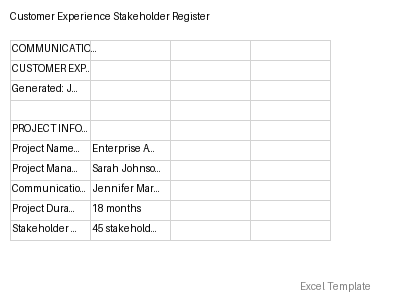 Customer Experience Stakeholder Register
COMMUNICATIC...
CUSTOMER EXP...
Generated: J...
PROJECT INFO...
Project Name... Enterprise A...
Project Mana... Sarah Johnso...
Communicatio... Jennifer Mar...
Project Dura... 18 months
Stakeholder ... 45 stakehold...
Excel Template